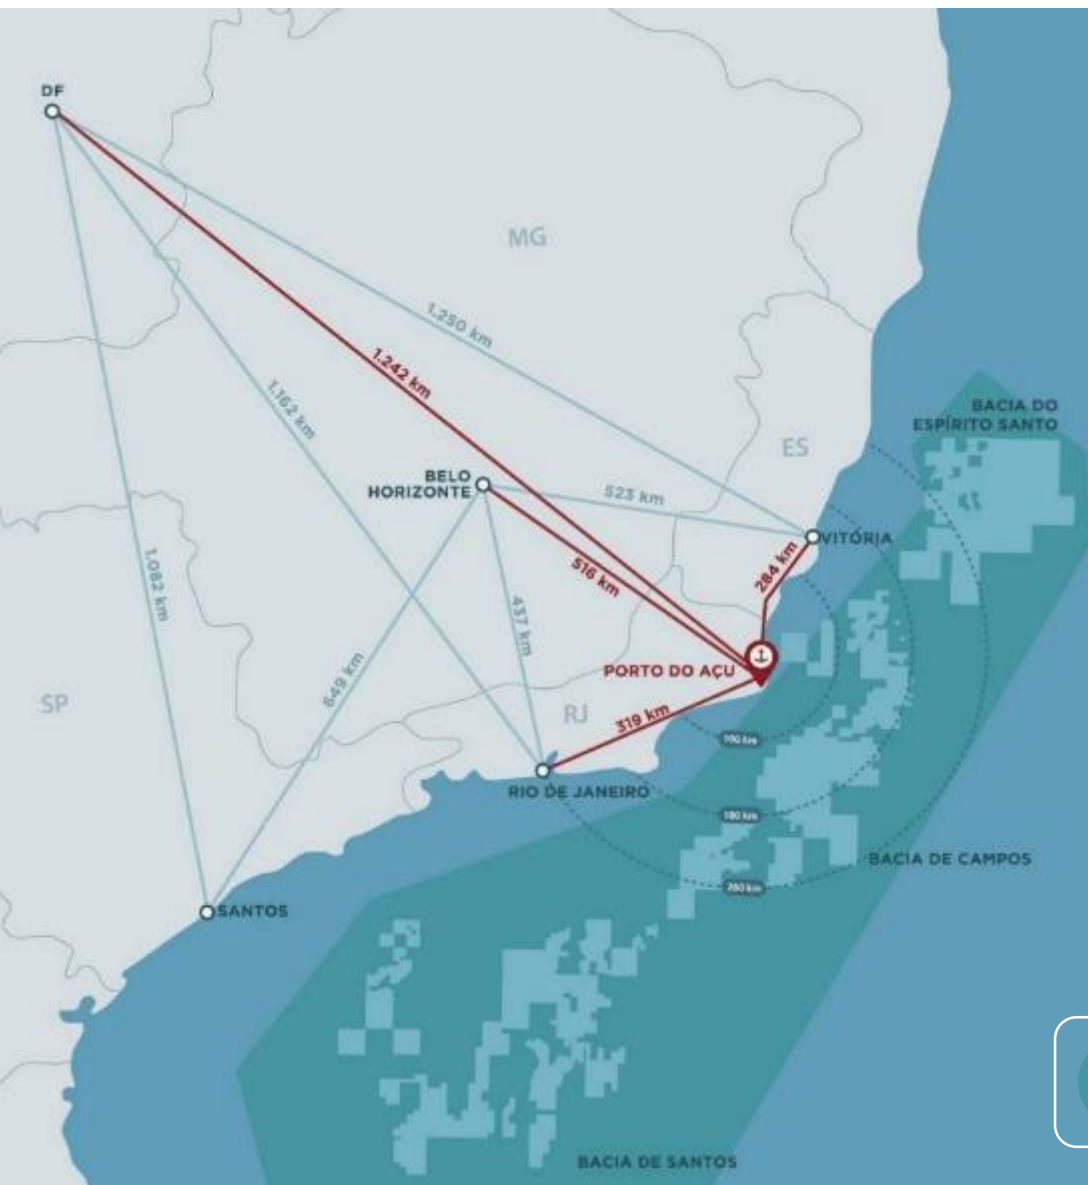 DF
MG
1.250 km
1.242 km
1.162 km
BACIA DO
ESPÍRITO SANTO
ES
BELO
HORIZONTE
523 km
VITÓRIA
1.082 km
516 km
284 km
437 km
649 km
PORTO DO AÇU
SP
RJ
319 km
100 km
RIO DE JANEIRO
180 km
BACIA DE CAMPOS
260 km
SANTOS
BACIA DE SANTOS